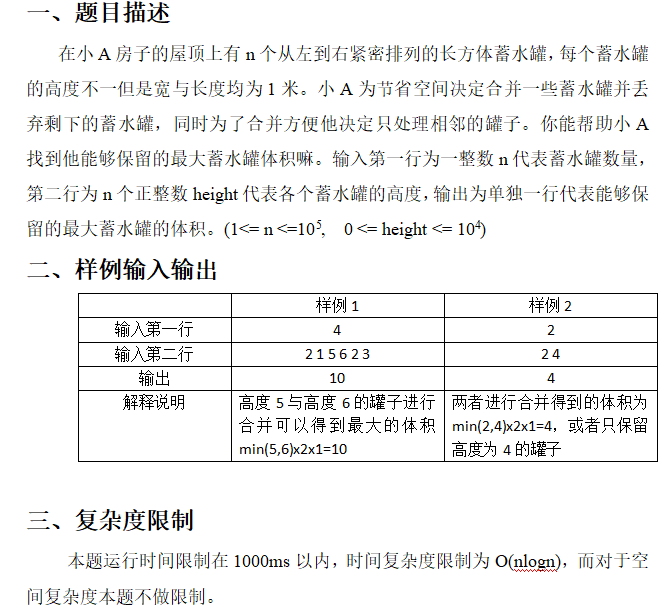 一、题目描述
在小 A 房子的屋顶上有 n 个从左到右紧密排列的长方体蓄水罐，每个蓄水罐
的高度不一但是宽与长度均为 1 米。小 A 为节省空间决定合并一些蓄水罐并丢
弃剩下的蓄水罐，同时为了合并方便他决定只处理相邻的罐子。你能帮助小 A
找到他能够保留的最大蓄水罐体积嘛。输入第一行为一整数 n 代表蓄水罐数量，
第二行为 n 个正整数 height 代表各个蓄水罐的高度，输出为单独一行代表能够保
留的最大蓄水罐的体积。(1<= n <=10⁵, 0 <= height <= 10⁴)
二、样例输入输出
样例 1 样例 2
输入第一行 4 2
输入第二行 2 1 5 6 2 3 2 4
输出 10 4
解释说明 高度 5 与高度 6 的罐子进行 两者进行合并得到的体积为
合并可以得到最大的体积 min(2,4)x2x1=4，或者只保留
min(5,6)x2x1=10 高度为 4 的罐子
三、复杂度限制
本题运行时间限制在 1000ms 以内，时间复杂度限制为 O(nlogn)，而对于空
间复杂度本题不做限制。